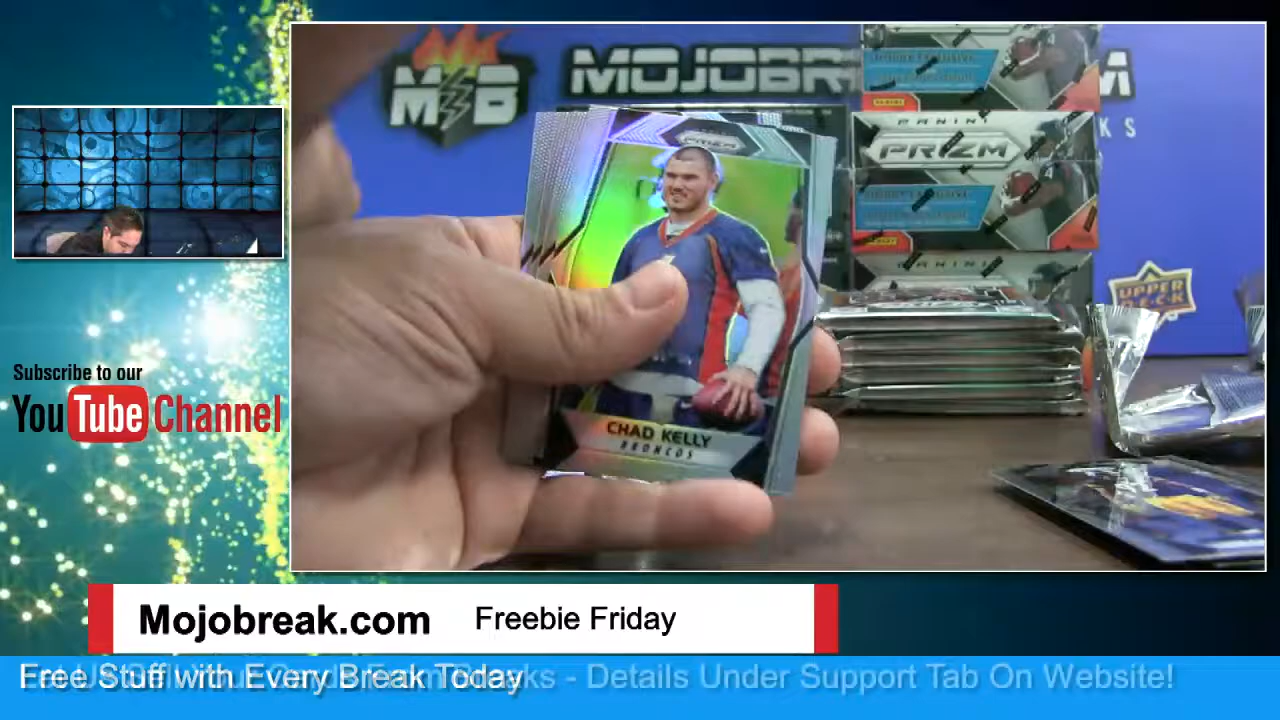 MOJOBR
M
M B
K S
PRIZM
PANINI
PRIZM
PANINI
PANINI
UPPER
DECK
CHAD KELLY
BRONCOS
Subscribe to our
YouTube Channel
Mojobreak.com Freebie Friday
Free Stuff with Every Break Today
- Details Under Support Tab On Website!